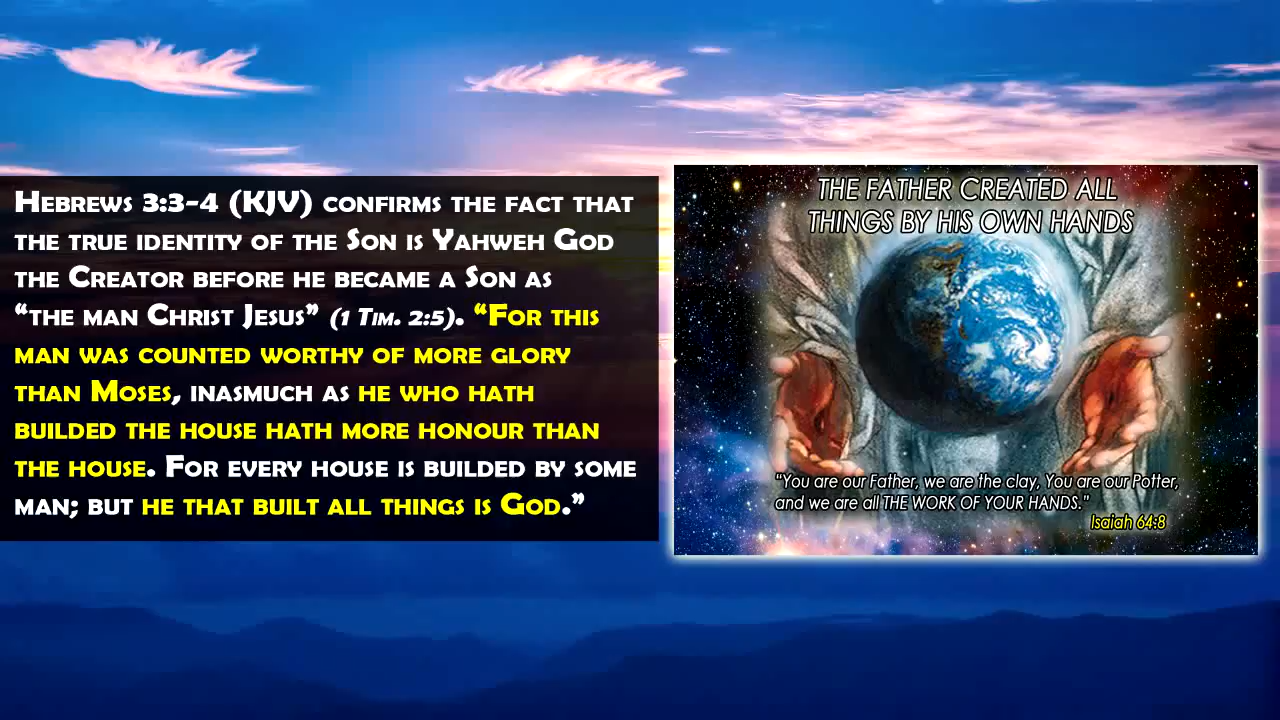 Hebrews 3:3-4 (KJV) confirms the fact that
the true identity of the Son is Yahweh God
the Creator before he became a Son as
“the man Christ Jesus” (1 Tim. 2:5). “For this
man was counted worthy of more glory
than Moses, inasmuch as he who hath
builded the house hath more honour than
the house. For every house is builded by some
man; but he that built all things is God.”
THE FATHER CREATED ALL
THINGS BY HIS OWN HANDS
“You are our Father, we are the clay, You are our Potter,
and we are all THE WORK OF YOUR HANDS.”
Isaiah 64:8